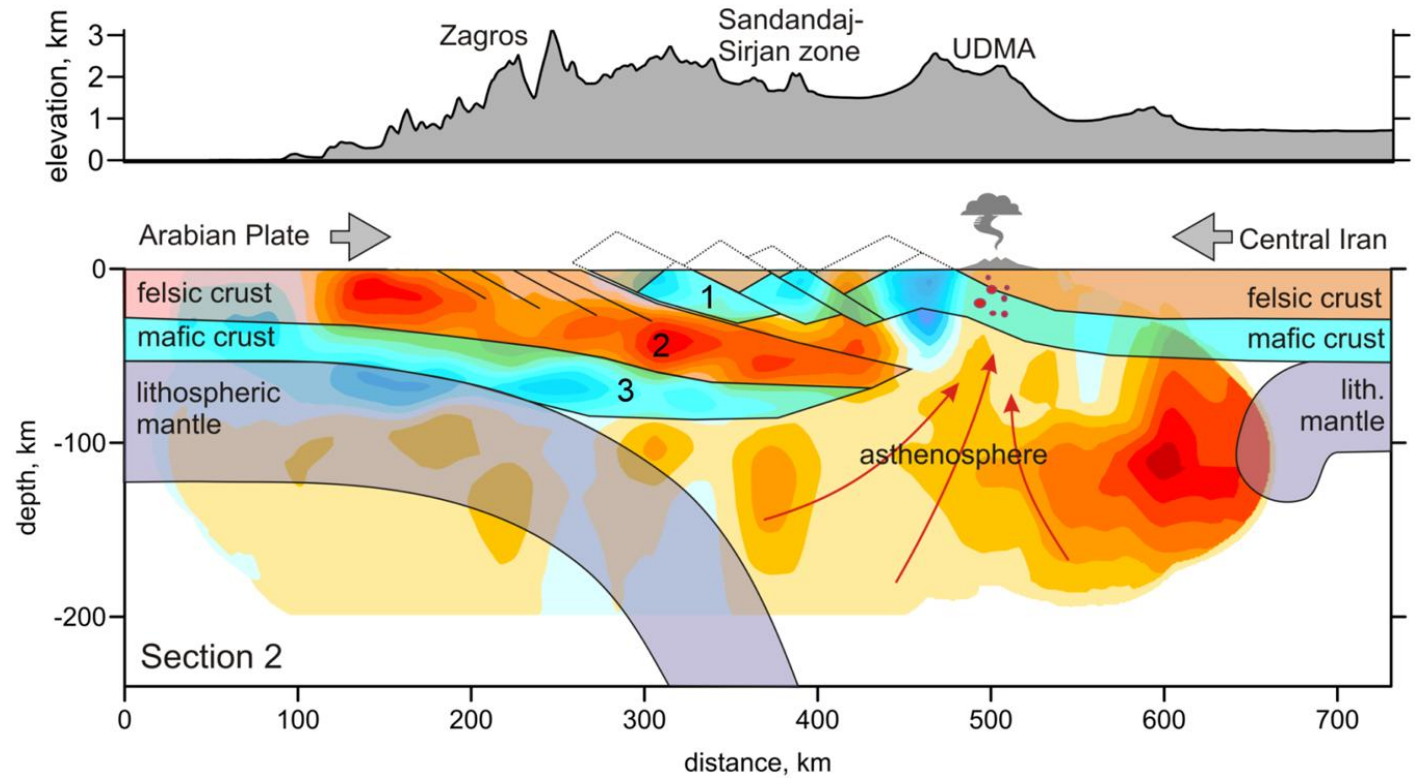 elevation, km
3
2
1
0
Zagros
Sandandaj-
Sirjan zone
UDMA
Arabian Plate
Central Iran
depth, km
0
-100
-200
felsic crust
mafic crust
lithospheric
mantle
1
2
3
asthenosphere
felsic crust
mafic crust
lith.
mantle
Section 2
0
100
200
300
400
500
600
700
distance, km